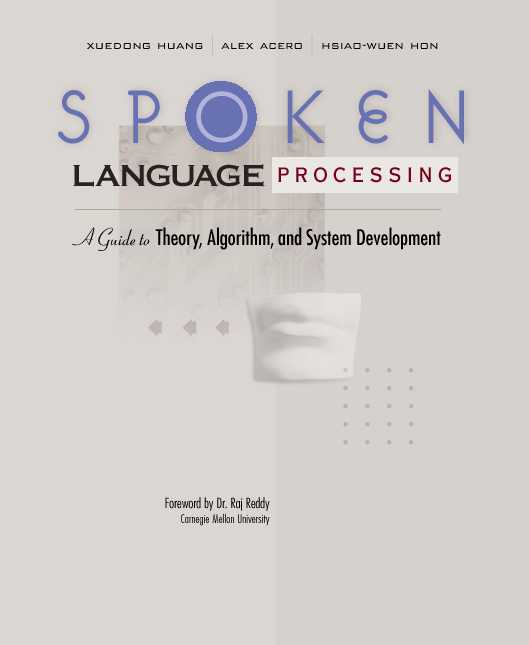 XUEDONG HUANG | ALEX ACERO | HSIAO-WUEN HON
SPOKEN
LANGUAGE PROCESSING
A Guide to Theory, Algorithm, and System Development
Foreword by Dr. Raj Reddy
Carnegie Mellon University